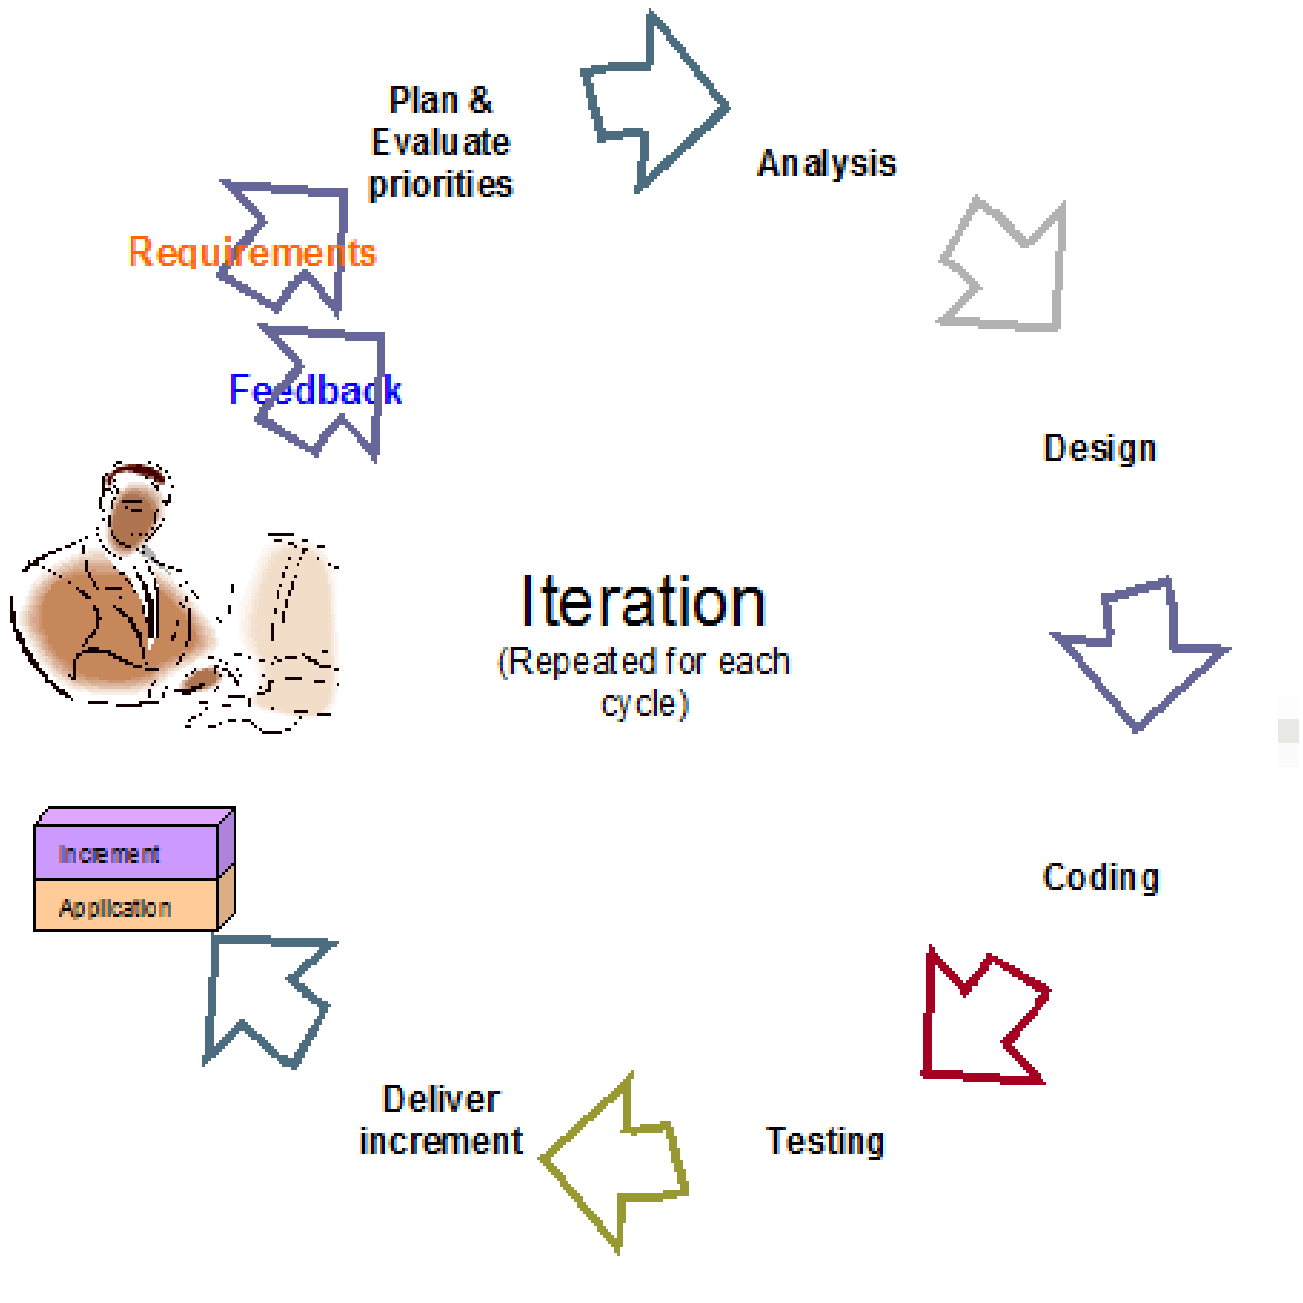 Plan &
Evaluate
priorities
Analysis
Requirements
Feedback
Design
Iteration
(Repeated for each
cycle)
Increment
Application
Coding
Deliver
increment
Testing